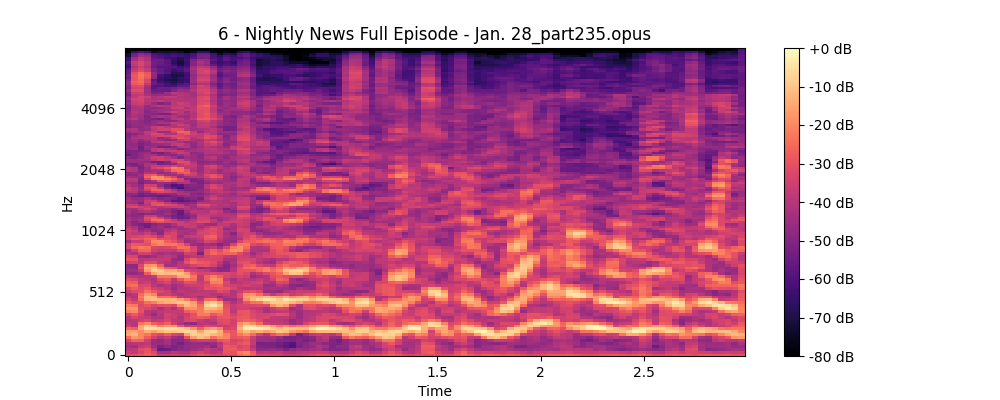 6 - Nightly News Full Episode - Jan. 28_part235.opus
+0 dB
4096
-10 dB
-20 dB
2048
-30 dB
Hz
-40 dB
1024
-50 dB
512
-60 dB
-70 dB
0
-80 dB
0 0.5 1 1.5 2 2.5
Time